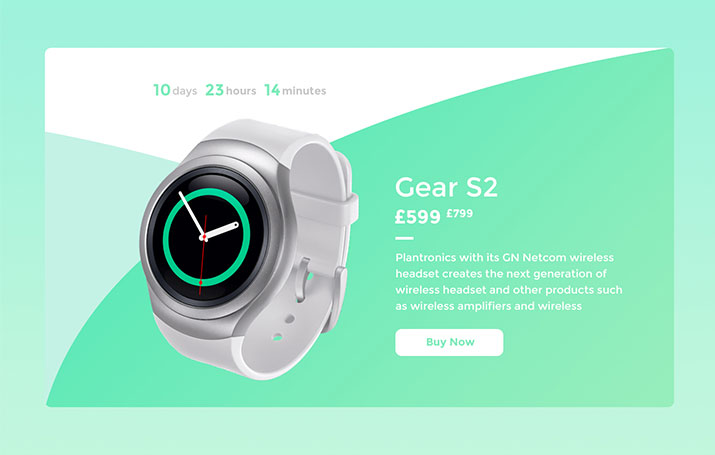 10 days 23 hours 14 minutes
Gear S2
£599 £799
Plantronics with its GN Netcom wireless
headset creates the next generation of
wireless headset and other products such
as wireless amplifiers and wireless
Buy Now